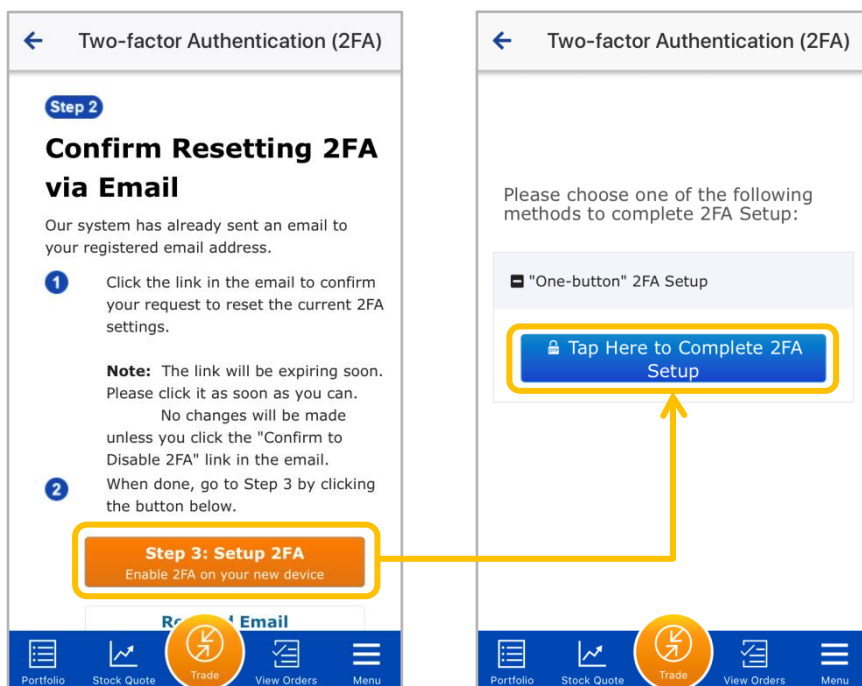 Two-factor Authentication (2FA)
Step 2
Confirm Resetting 2FA
via Email
Our system has already sent an email to
your registered email address.
1 Click the link in the email to confirm
your request to reset the current 2FA
settings.
Note: The link will be expiring soon.
Please click it as soon as you can.
No changes will be made
unless you click the "Confirm to
Disable 2FA" link in the email.
2 When done, go to Step 3 by clicking
the button below.
Step 3: Setup 2FA
Enable 2FA on your new device
Email
Portfolio Stock Quote Trade View Orders Menu
Two-factor Authentication (2FA)
Please choose one of the following
methods to complete 2FA Setup:
"One-button" 2FA Setup
Tap Here to Complete 2FA
Setup
Portfolio Stock Quote Trade View Orders Menu